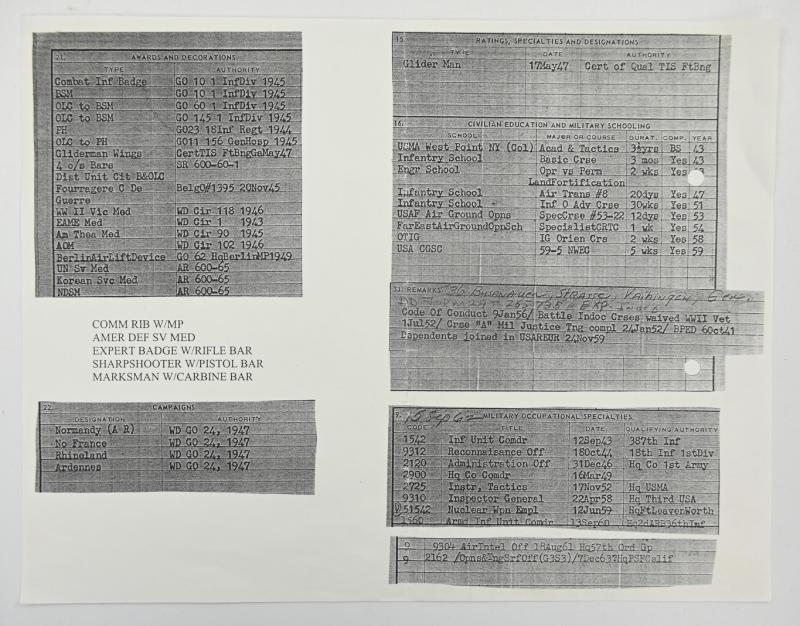 21. AWARDS AND DECORATIONS
TYPE AUTHORITY
Combat Inf Badge GO 10 1 InfDiv 1945
BSM GO 10 1 InfDiv 1945
OLC to BSM GO 60 1 InfDiv 1945
OLC to BSM GO 145 1 InfDiv 1945
PH GO23 18Inf Regt 1944
OLC to PH GO11 156 GenHosp 1945
Gliderman Wings CertTIS FtBngGaMay47
4 o/s Bars SR 600-60-1
Dist Unit Cit B&OLC
Fourragere C De BelgO#1395 20Nov45
Guerre
WW II Vic Med WD Cir 118 1946
EAME Med WD Cir 1 1943
Am Thea Med WD Cir 90 1945
AOM WD Cir 102 1946
BerlinAirLiftDevice GO 62 HqBerlinMP1949
UN Sv Med AR 600-65
Korean Svc Med AR 600-65
NDSM AR 600-65
COMM RIB W/MP
AMER DEF SV MED
EXPERT BADGE W/RIFLE BAR
SHARPSHOOTER W/PISTOL BAR
MARKSMAN W/CARBINE BAR
22. CAMPAIGNS
DESIGNATION AUTHORITY
Normandy (A R) WD GO 24, 1947
No France WD GO 24, 1947
Rhineland WD GO 24, 1947
Ardennes WD GO 24, 1947
15. RATINGS, SPECIALTIES AND DESIGNATIONS
TYPE DATE AUTHORITY
Glider Man 17May47 Cert of Qual TIS FtBng
16. CIVILIAN EDUCATION AND MILITARY SCHOOLING
SCHOOL MAJOR OR COURSE DURAT. COMP. YEAR
USMA West Point NY (Col) Acad & Tactics 3½yrs BS 43
Infantry School Basic Crse 3 mos Yes 43
Engr School Opr vs Perm 2 wks Yes
LandFortification
Infantry School Air Trans #8 20dys Yes 47
Infantry School Inf O Adv Crse 30wks Yes 51
USAF Air Ground Opns SpecCrse #53-22 12dys Yes 53
FarEastAirGroundOpnSch SpecialistCRTC 1 wk Yes 54
OTIG IG Orien Crs 2 wks Yes 58
USA CGSC 59-5 NWEC 5 wks Yes 59
33. REMARKS 36 Strasse, Vaihingen,
DD
Code Of Conduct 9Jan56/ Battle Indoc Crses waived WWII Vet
1Jul52/ Crse "A" Mil Justice Tng compl 24Jan52/ BPED 60ct41
Dependents joined in USAREUR 24Nov59
9. 15 Sep 62 MILITARY OCCUPATIONAL SPECIALTIES
CODE TITLE DATE QUALIFYING AUTHORITY
1542 Inf Unit Comdr 12Sep43 387th Inf
9312 Reconnaisance Off 18Oct44 18th Inf 1stDiv
2120 Administration Off 31Dec46 Hq Co 1st Army
2900 Hq Co Comdr 16Mar49
2725 Instr, Tactics 17Nov52 Hq USMA
9310 Inspector General 22Apr58 Hq Third USA
51542 Nuclear Wpn Empl 12Jun59 HqFtLeavenWorth
1560 Armd Inf Unit Comdr 13Sep60 Hq2dARB36thInf
9 9304 AirIntel Off 18Aug61 Hq57th Ord Gp
9 2162 /Opns&TngSrfOff(G3S3)/7Dec637HqPSFCalif